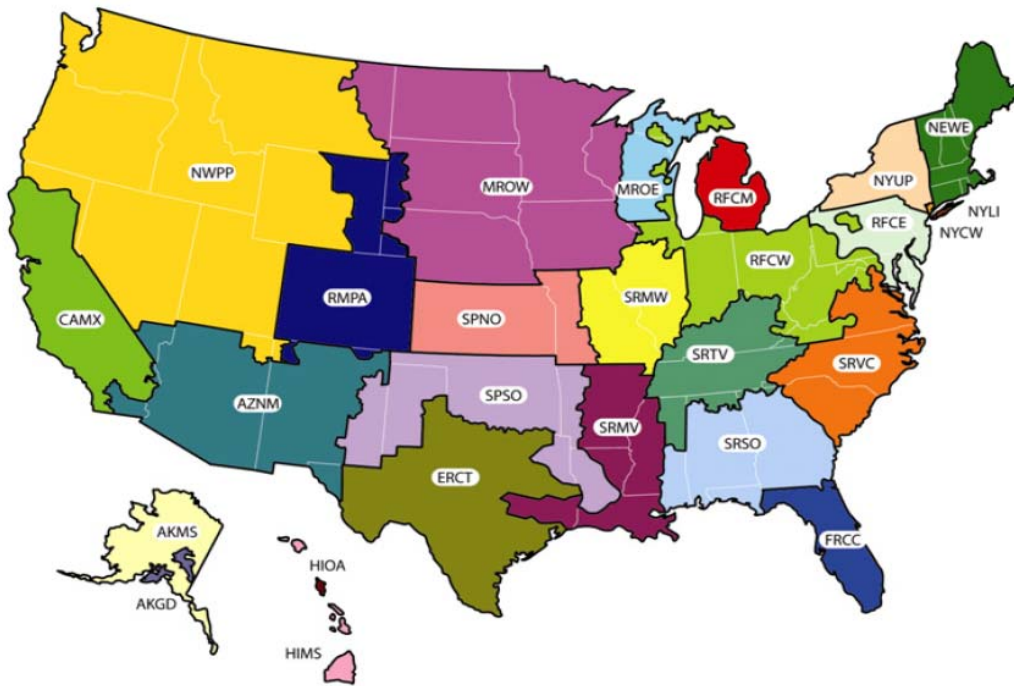 NEWE
NWPP
MROW
MROE
RFCM
NYUP
NYLI
NYCW
RFCE
RFCW
RMPA
SRMW
CAMX
SPNO
SRTV
SRVC
AZNM
SPSO
SRMV
SRSO
ERCT
AKMS
FRCC
HIOA
AKGD
HIMS